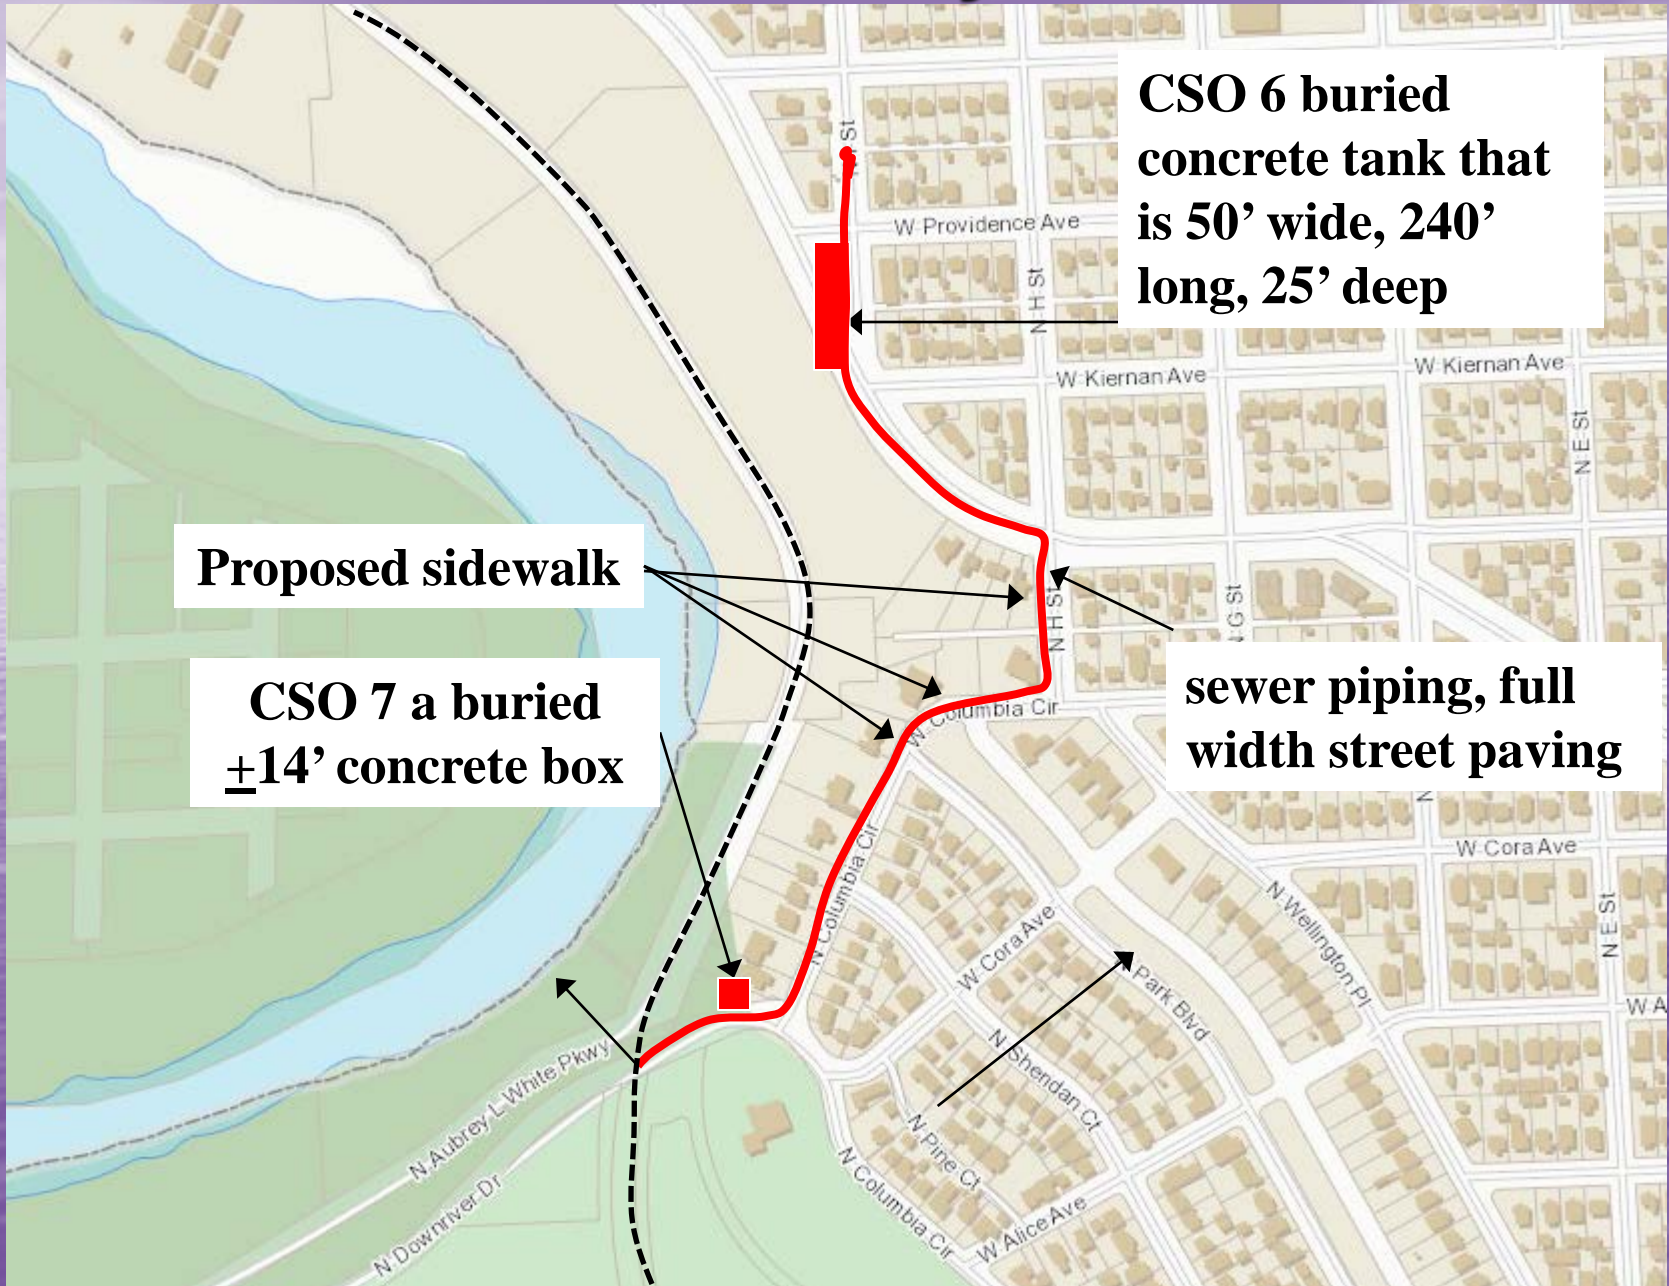 CSO 6 buried
concrete tank that
is 50’ wide, 240’
long, 25’ deep
St
W Providence Ave
N H St
W Kiernan Ave
W Kiernan Ave
N E St
Proposed sidewalk
N H St
G St
sewer piping, full
width street paving
CSO 7 a buried
+14’ concrete box
W Columbia Cir
N Columbia Cir
W Cora Ave
N E St
N Wellington Pl
W Cora Ave
Park Blvd
W A
N Shendan Ct
N Aubrey L White Pkwy
N Pine Ct
N Columbia Cir
W Alice Ave
N Downriver Dr